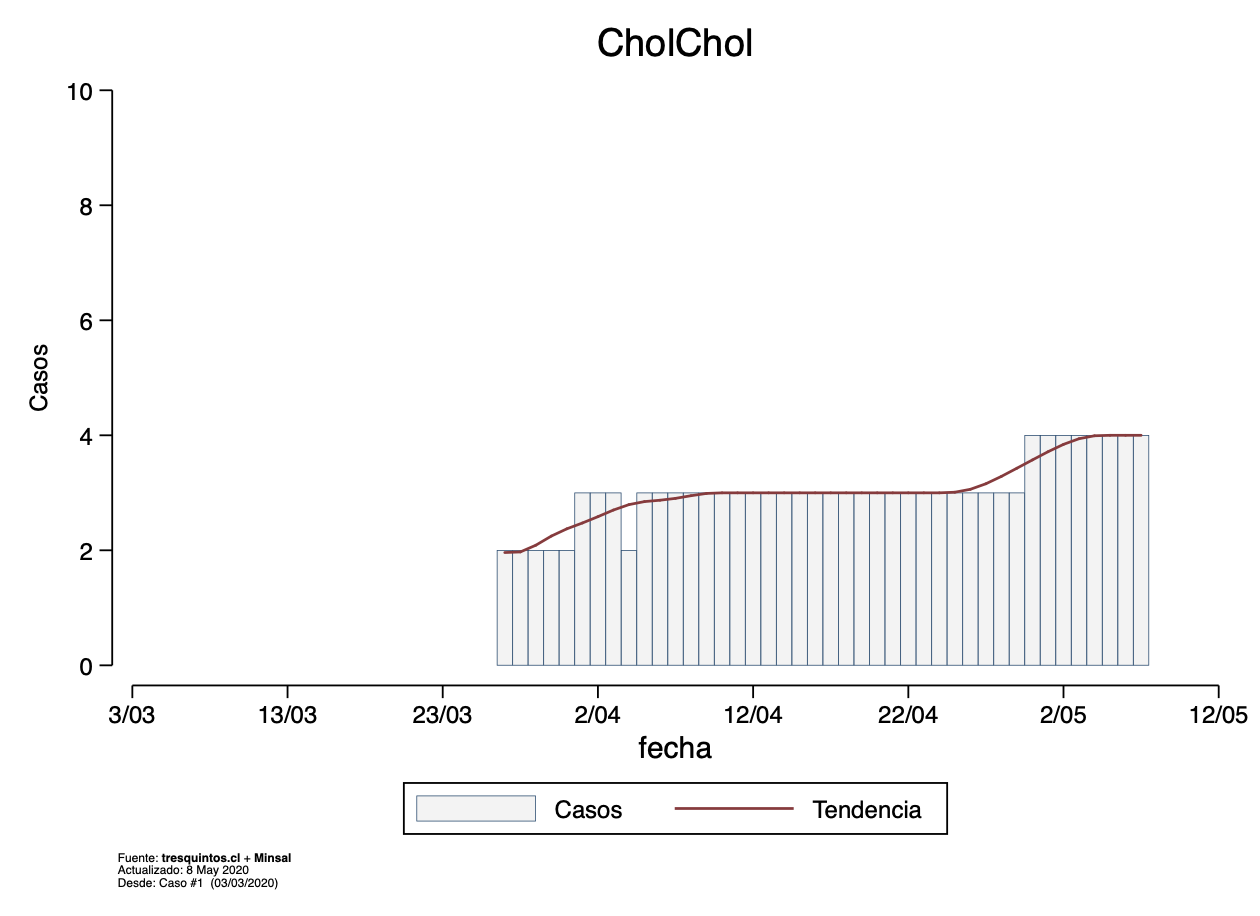 CholChol
10
8
6
4
2
0
Casos
3/03 13/03 23/03 2/04 12/04 22/04 2/05 12/05
fecha
Casos Tendencia
Fuente: tresquintos.cl + Minsal
Actualizado: 8 May 2020
Desde: Caso #1 (03/03/2020)